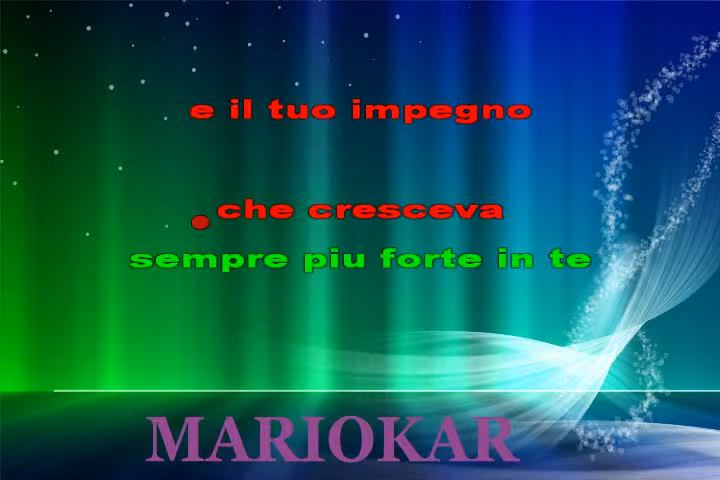 e il tuo impegno
che cresceva
sempre piu forte in te
MARIOKAR